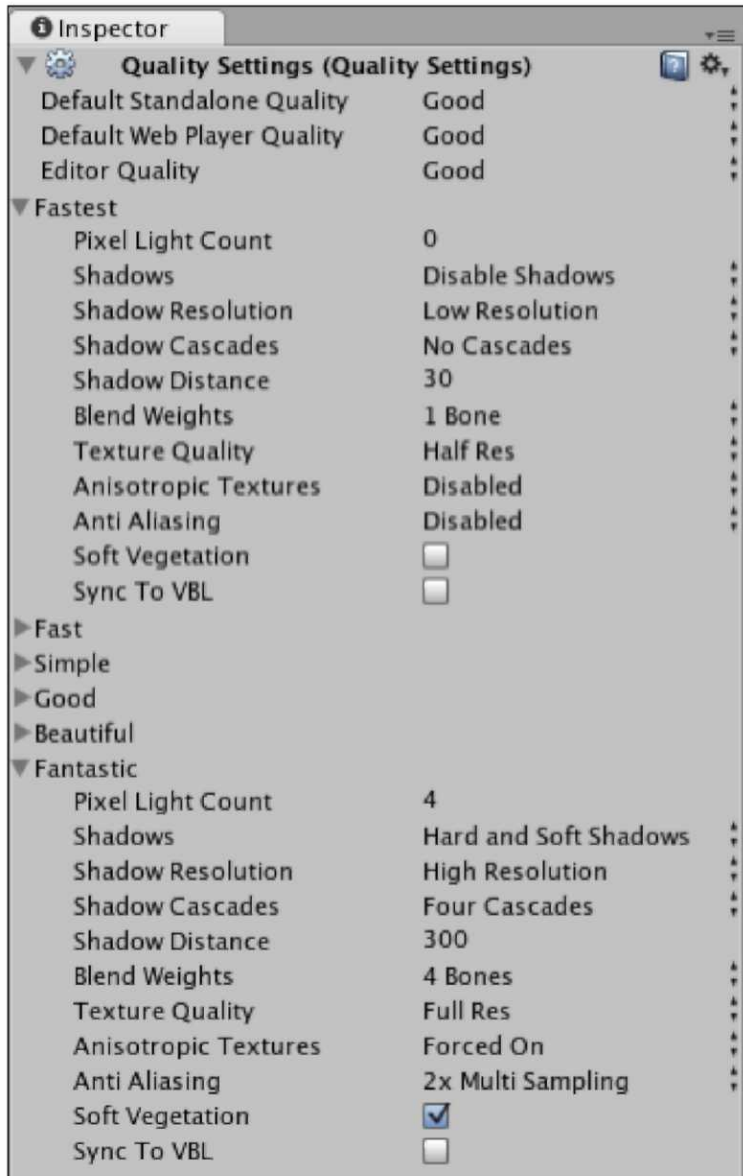 Inspector
Quality Settings (Quality Settings)
Default Standalone Quality Good
Default Web Player Quality Good
Editor Quality Good
Fastest
Pixel Light Count 0
Shadows Disable Shadows
Shadow Resolution Low Resolution
Shadow Cascades No Cascades
Shadow Distance 30
Blend Weights 1 Bone
Texture Quality Half Res
Anisotropic Textures Disabled
Anti Aliasing Disabled
Soft Vegetation
Sync To VBL
Fast
Simple
Good
Beautiful
Fantastic
Pixel Light Count 4
Shadows Hard and Soft Shadows
Shadow Resolution High Resolution
Shadow Cascades Four Cascades
Shadow Distance 300
Blend Weights 4 Bones
Texture Quality Full Res
Anisotropic Textures Forced On
Anti Aliasing 2x Multi Sampling
Soft Vegetation
Sync To VBL